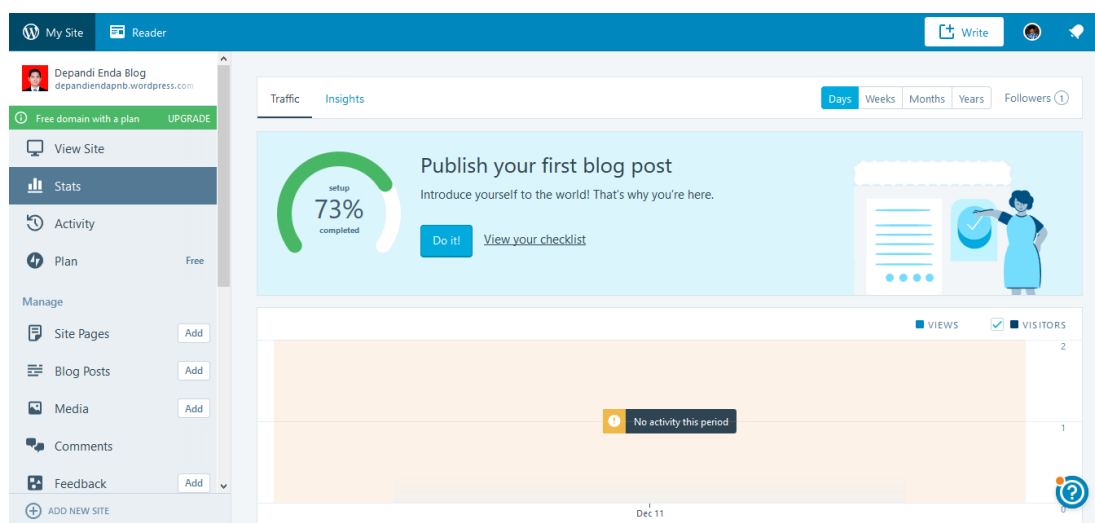 My Site
Reader
Write
Depandi Enda Blog
depandiendapnb.wordpress.com
Free domain with a plan UPGRADE
View Site
Stats
Activity
Plan Free
Manage
Site Pages Add
Blog Posts Add
Media Add
Comments
Feedback Add
ADD NEW SITE
Traffic Insights
Days Weeks Months Years Followers 1
setup
73%
completed
Publish your first blog post
Introduce yourself to the world! That's why you're here.
Do it! View your checklist
VIEWS VISITORS
2
No activity this period
1
0
Dec 11